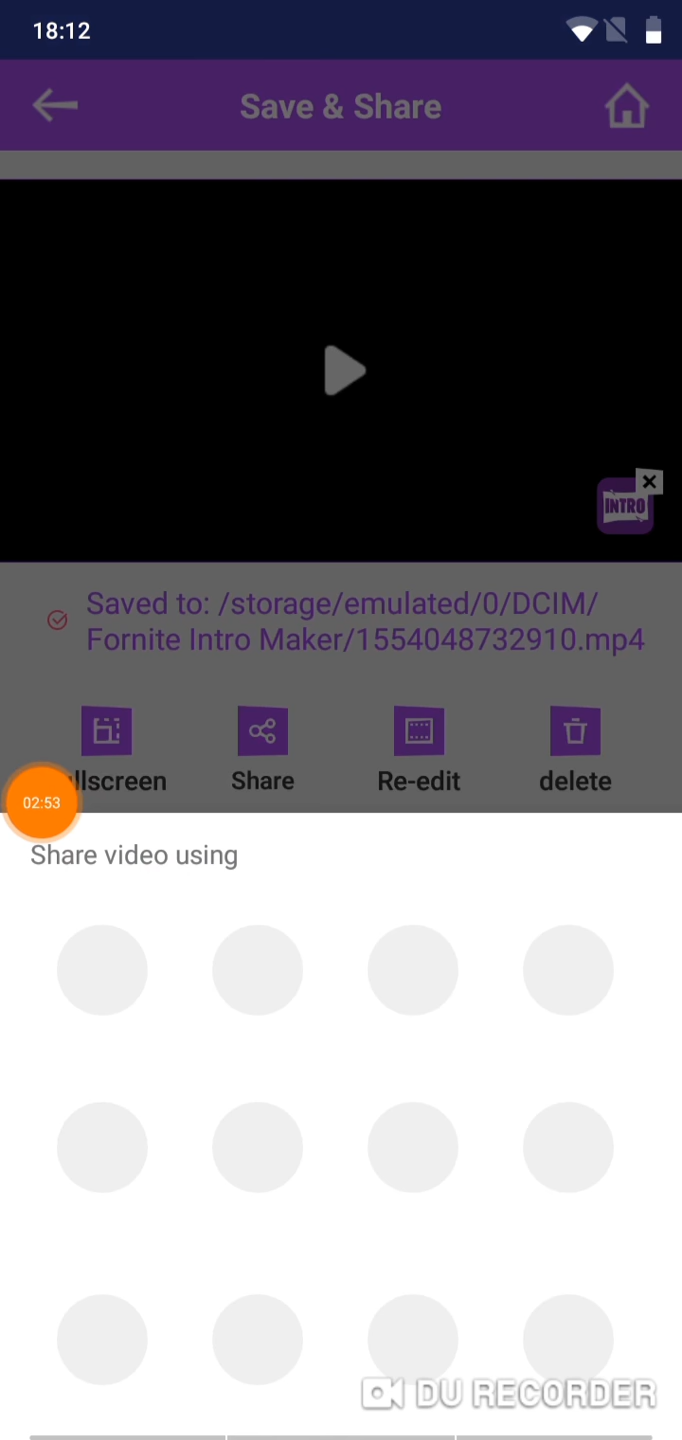 18:12
Save & Share
INTRO
Saved to: /storage/emulated/0/DCIM/
Fornite Intro Maker/1554048732910.mp4
llscreen
Share
Re-edit
delete
02:53
Share video using
DU RECORDER